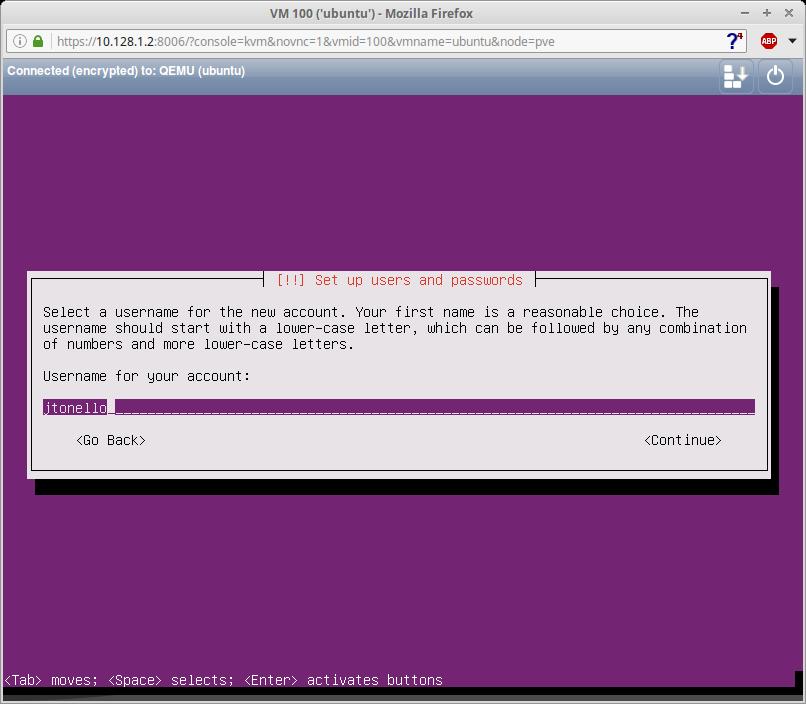 VM 100 ('ubuntu') - Mozilla Firefox
https://10.128.1.2:8006/?console=kvm&novnc=1&vmid=100&vmname=ubuntu&node=pve
ABP
Connected (encrypted) to: QEMU (ubuntu)
[!!] Set up users and passwords
Select a username for the new account. Your first name is a reasonable choice. The
username should start with a lower-case letter, which can be followed by any combination
of numbers and more lower-case letters.
Username for your account:
jtonello
<Go Back> <Continue>
<Tab> moves; <Space> selects; <Enter> activates buttons